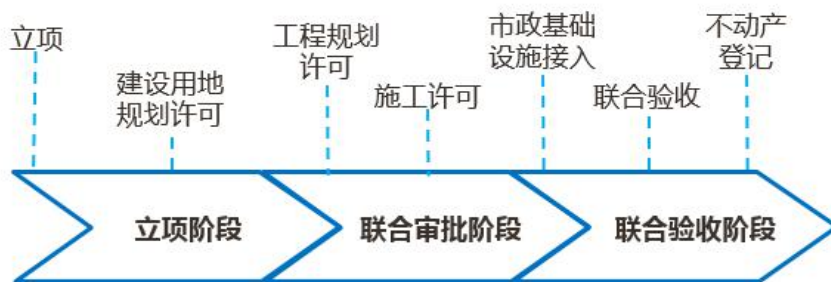 立项
建设用地
规划许可
工程规划
许可
施工许可
市政基础
设施接入
联合验收
不动产
登记
立项阶段
联合审批阶段
联合验收阶段